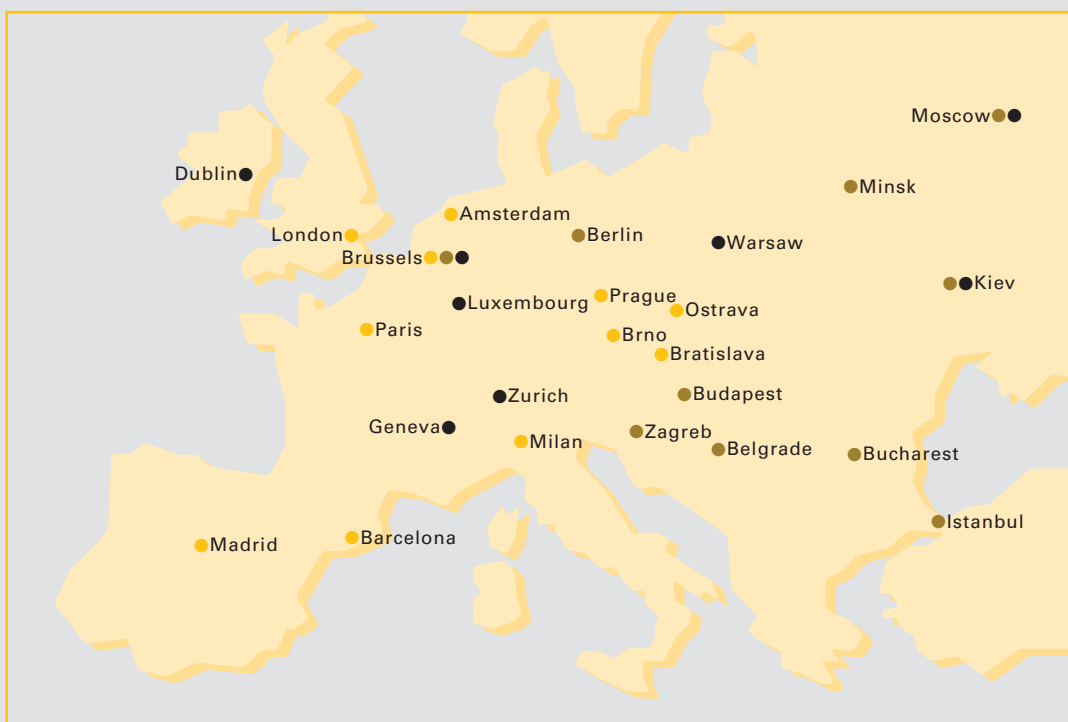 Moscow
Dublin
Minsk
Amsterdam
London
Berlin
Warsaw
Brussels
Kiev
Prague
Luxembourg
Ostrava
Paris
Brno
Bratislava
Budapest
Zurich
Geneva
Zagreb
Milan
Belgrade
Bucharest
Istanbul
Barcelona
Madrid